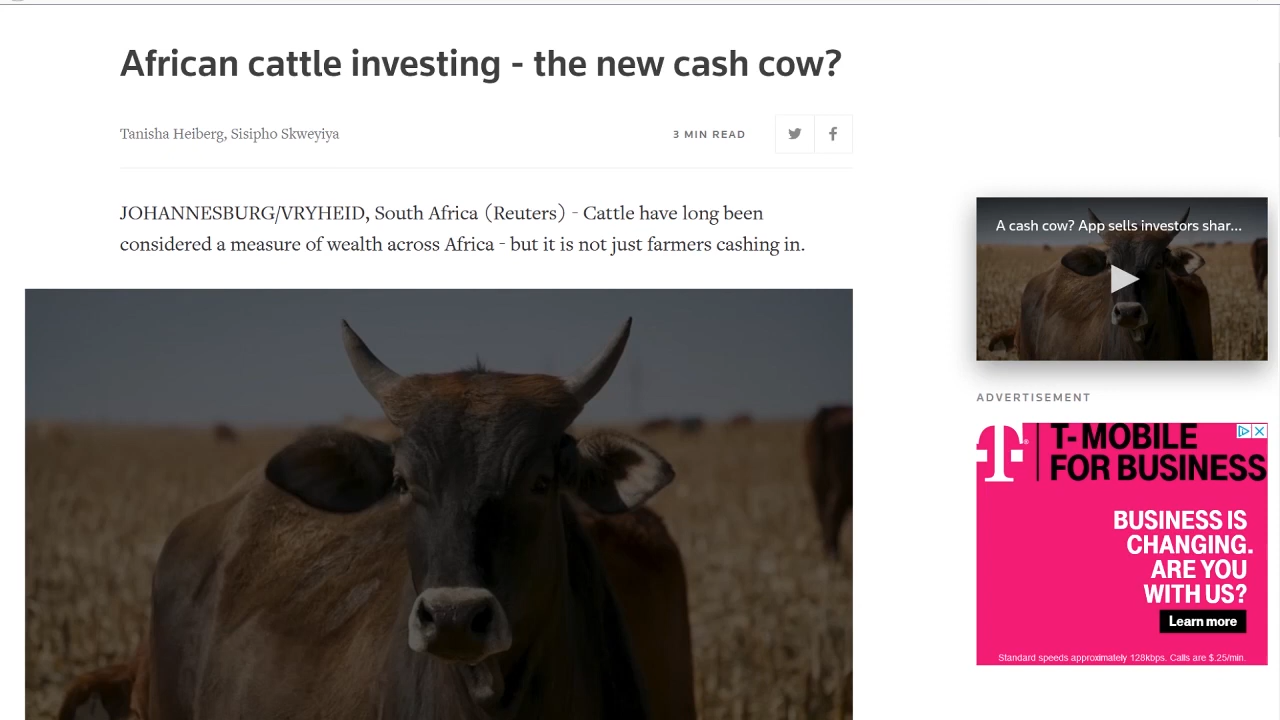 African cattle investing - the new cash cow?
Tanisha Heiberg, Sisipho Skweyiya
3 MIN READ
JOHANNESBURG/VRYHEID, South Africa (Reuters) - Cattle have long been
considered a measure of wealth across Africa - but it is not just farmers cashing in.
A cash cow? App sells investors shar...
ADVERTISEMENT
T-MOBILE
FOR BUSINESS
BUSINESS IS
CHANGING.
ARE YOU
WITH US?
Learn more
Standard speeds approximately 128kbps. Calls are $.25/min.